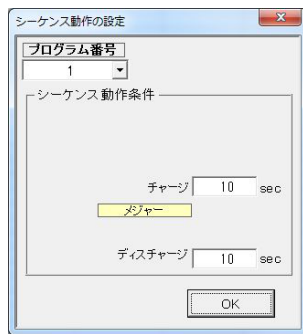 シーケンス動作の設定
プログラム番号
1
シーケンス動作条件
チャージ 10 sec
メジャー
ディスチャージ 10 sec
OK